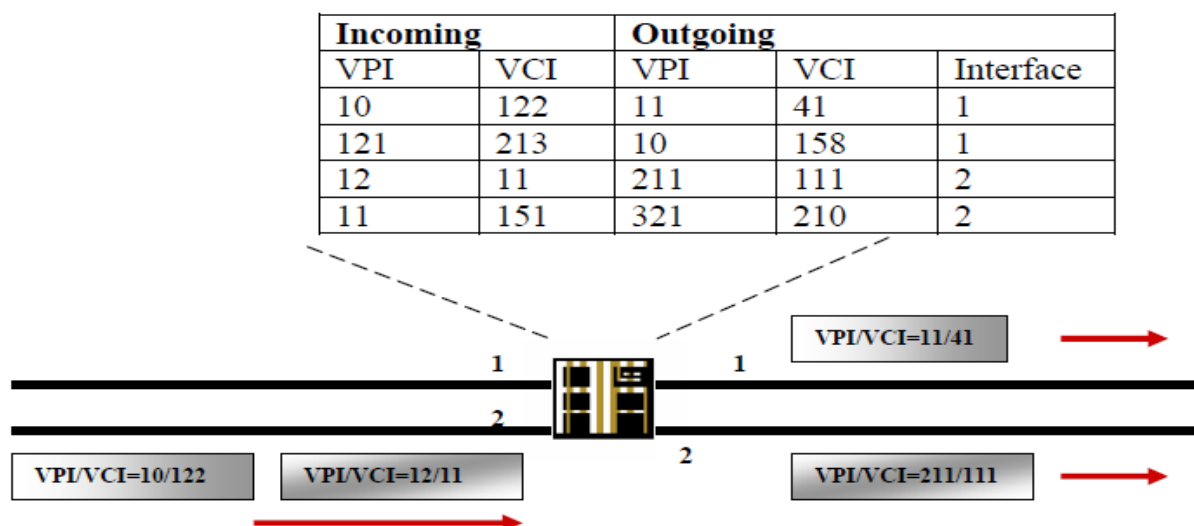 Incoming Outgoing
VPI VCI VPI VCI Interface
10 122 11 41 1
121 213 10 158 1
12 11 211 111 2
11 151 321 210 2
VPI/VCI=11/41
1 1
2
2
VPI/VCI=10/122 VPI/VCI=12/11 VPI/VCI=211/111